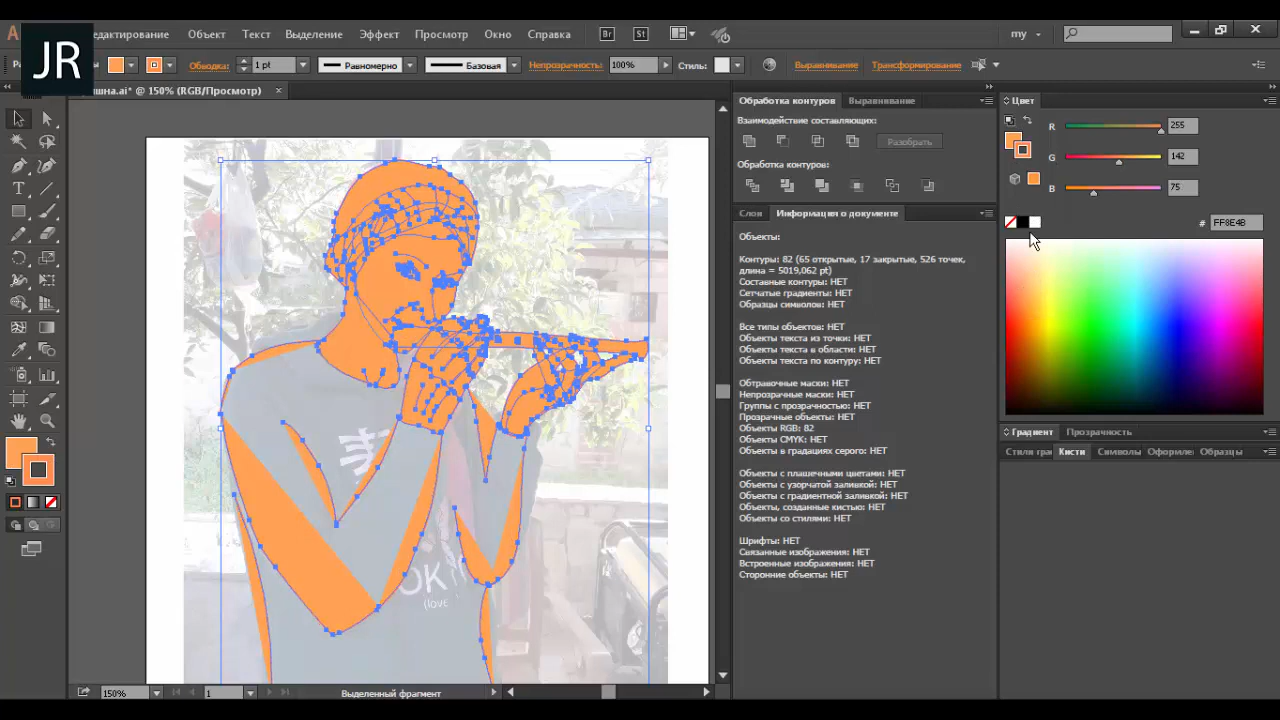 JR
едактирование Объект Текст Выделение Эффект Просмотр Окно Справка Br St my
Обводка: 1 pt Равномерно Базовая Непрозрачность: 100% Стиль: Выравнивание Трансформирование
шна.ai* @ 150% (RGB/Просмотр) ×
Обработка контуров Выравнивание
Взаимодействие составляющих:
Разобрать
Обработка контуров:
Слои Информация о документе
Объекты:
Контуры: 82 (65 открытые, 17 закрытые, 526 точек,
длина = 5019,062 pt)
Составные контуры: НЕТ
Сетчатые градиенты: НЕТ
Образцы символов: НЕТ
Все типы объектов: НЕТ
Объекты текста из точки: НЕТ
Объекты текста в области: НЕТ
Объекты текста по контуру: НЕТ
Обтравочные маски: НЕТ
Непрозрачные маски: НЕТ
Группы с прозрачностью: НЕТ
Прозрачные объекты: НЕТ
Объекты RGB: 82
Объекты CMYK: НЕТ
Объекты в градациях серого: НЕТ
Объекты с плашечными цветами: НЕТ
Объекты с узорчатой заливкой: НЕТ
Объекты с градиентной заливкой: НЕТ
Объекты, созданные кистью: НЕТ
Объекты со стилями: НЕТ
Шрифты: НЕТ
Связанные изображения: НЕТ
Встроенные изображения: НЕТ
Сторонние объекты: НЕТ
Цвет
R 255
G 142
B 75
# FF8E4B
Градиент Прозрачность
Стили гра Кисти Символы Оформле Образцы
OK
(love
150% 1 Выделенный фрагмент